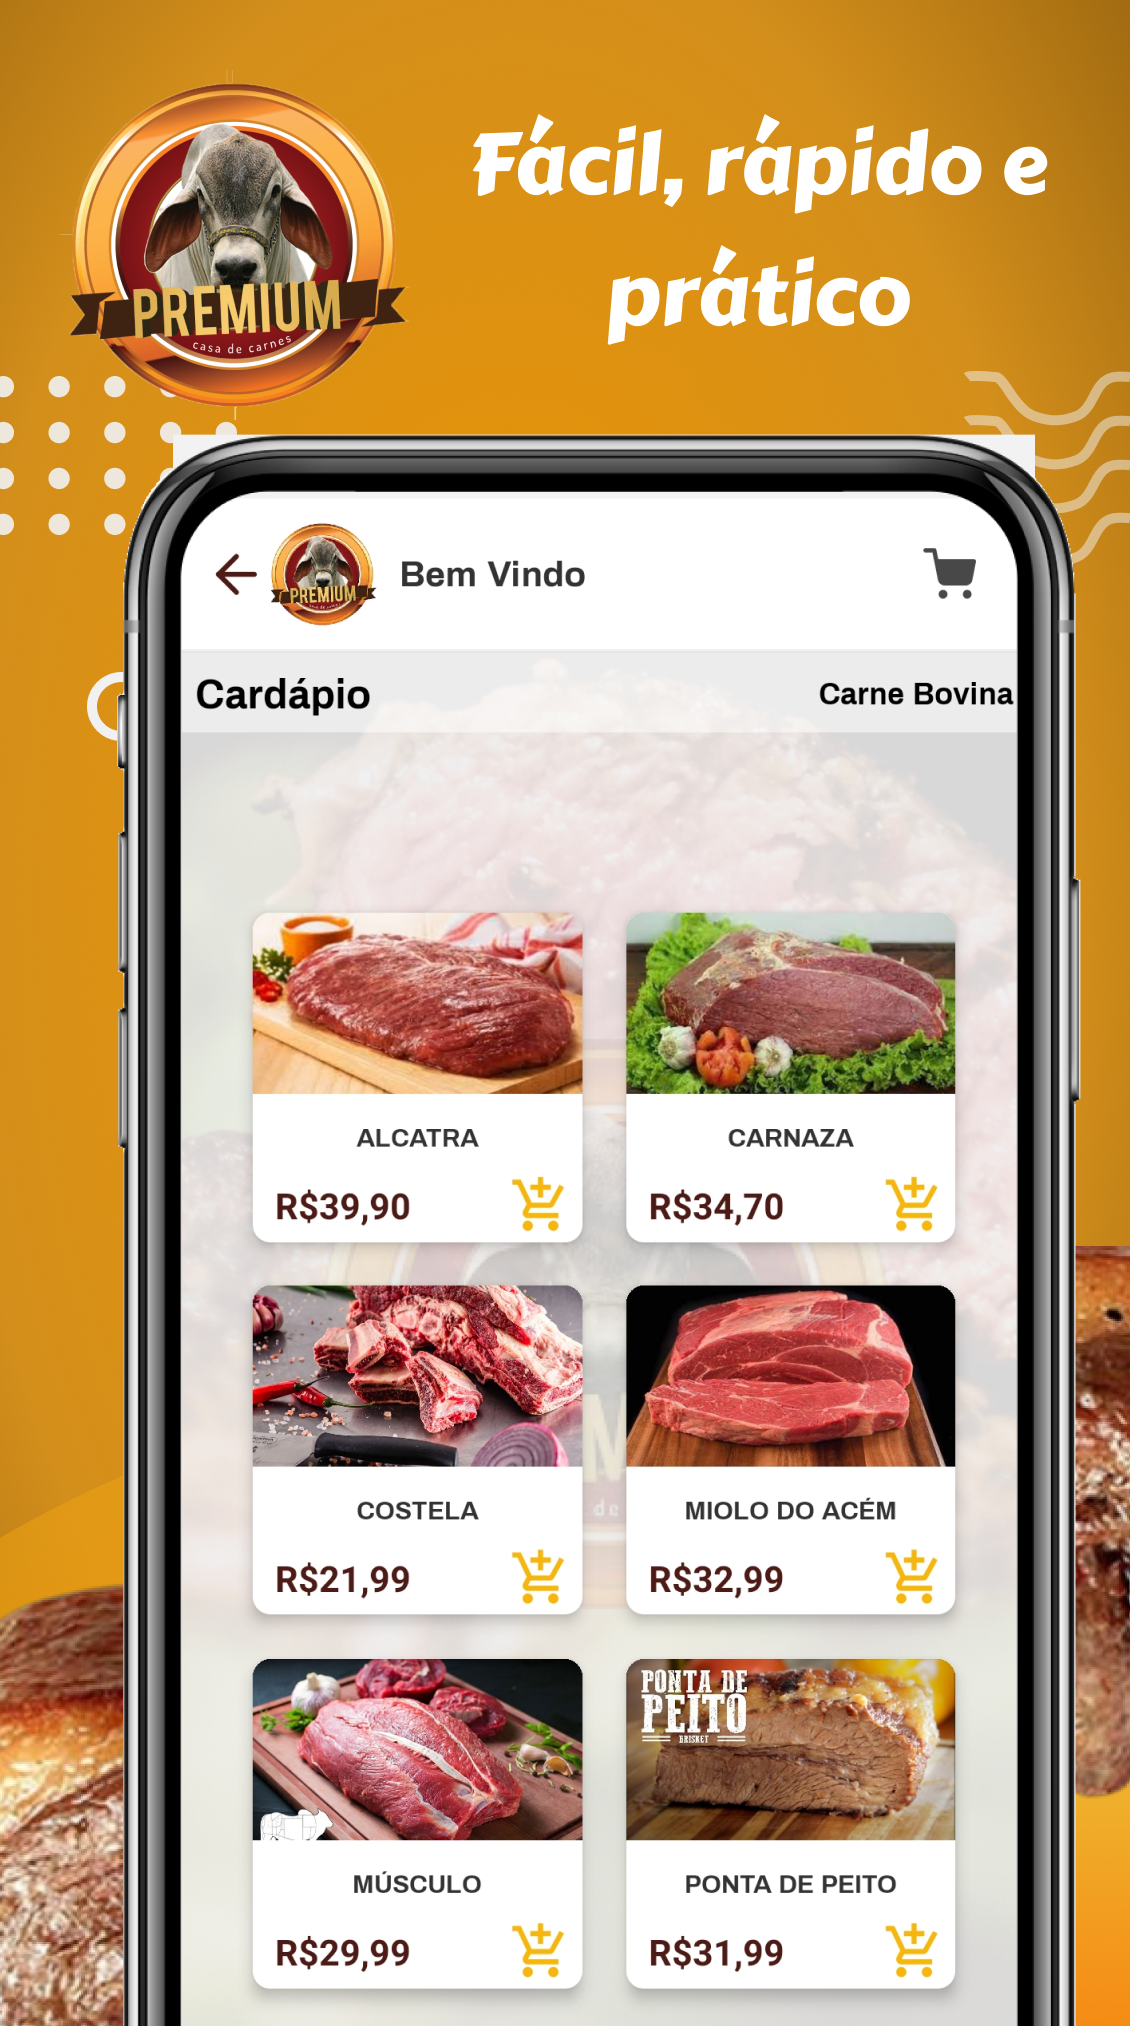 Fácil, rápido e
prático
PREMIUM
casa de carnes
PREMIUM
Bem Vindo
Cardápio
Carne Bovina
ALCATRA
R$39,90
CARNAZA
R$34,70
COSTELA
R$21,99
MIOLO DO ACÉM
R$32,99
PONTA DE
PEITO
BRISKET
MÚSCULO
R$29,99
PONTA DE PEITO
R$31,99